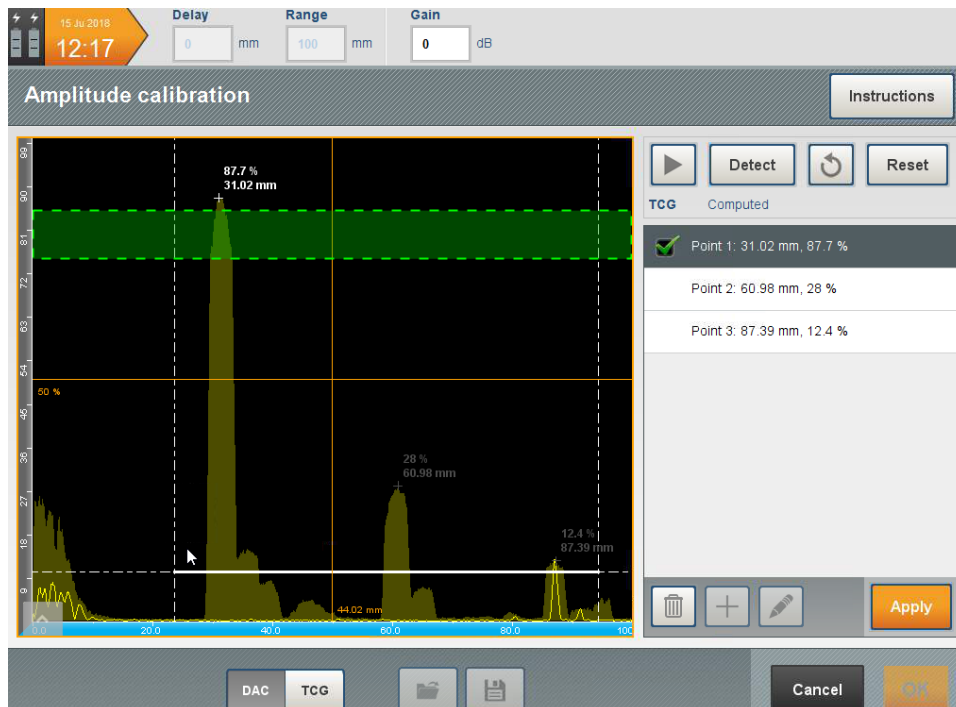 Delay Range Gain
15 Ju 2018
12:17
0 mm 100 mm 0 dB
Amplitude calibration
Instructions
Detect
Reset
TCG Computed
Point 1: 31.02 mm, 87.7 %
Point 2: 60.98 mm, 28 %
Point 3: 87.39 mm, 12.4 %
99
90
81
72
63
54
45
36
27
18
9
87.7 %
31.02 mm
50 %
28 %
60.98 mm
12.4 %
87.39 mm
44.02 mm
0.0 20.0 40.0 60.0 80.0 100
Apply
DAC TCG
Cancel
OK